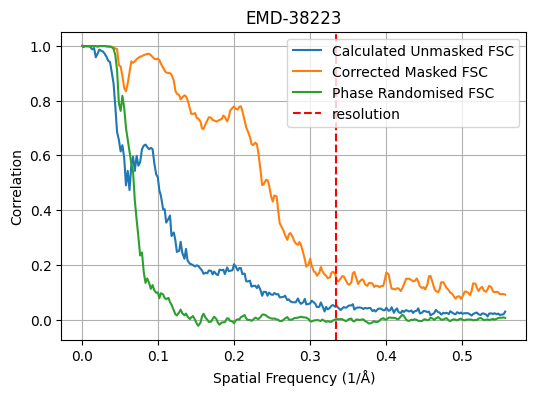 EMD-38223
1.0
0.8
0.6
0.4
0.2
0.0
Correlation
Calculated Unmasked FSC
Corrected Masked FSC
Phase Randomised FSC
resolution
0.0 0.1 0.2 0.3 0.4 0.5
Spatial Frequency (1/Å)